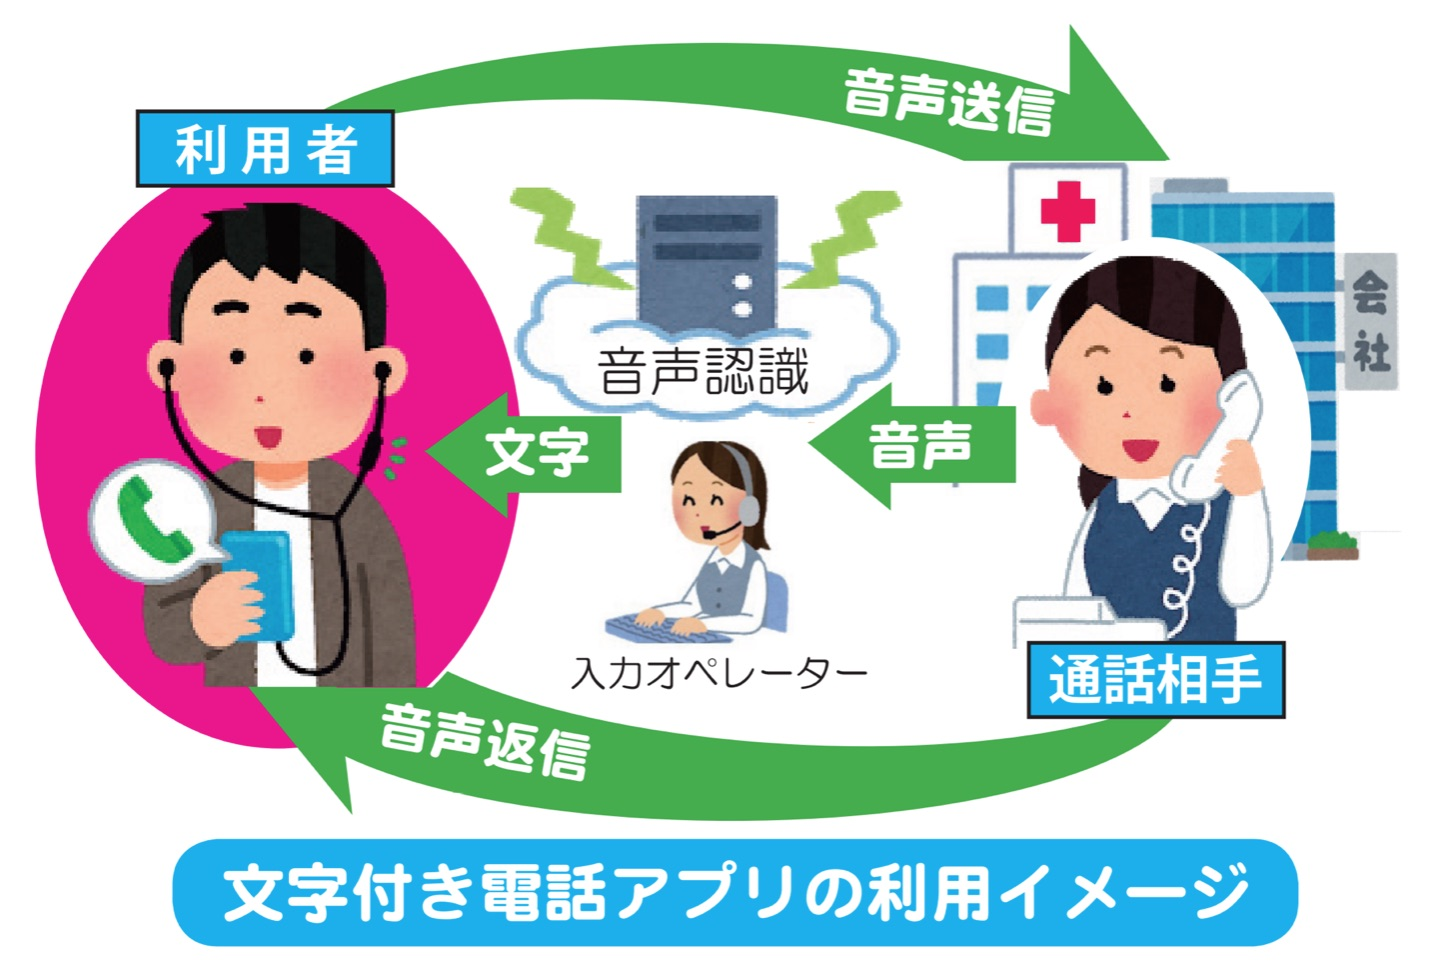 音声送信
利用者
会社
音声認識
文字
音声
入力オペレーター
通話相手
音声返信
文字付き電話アプリの利用イメージ